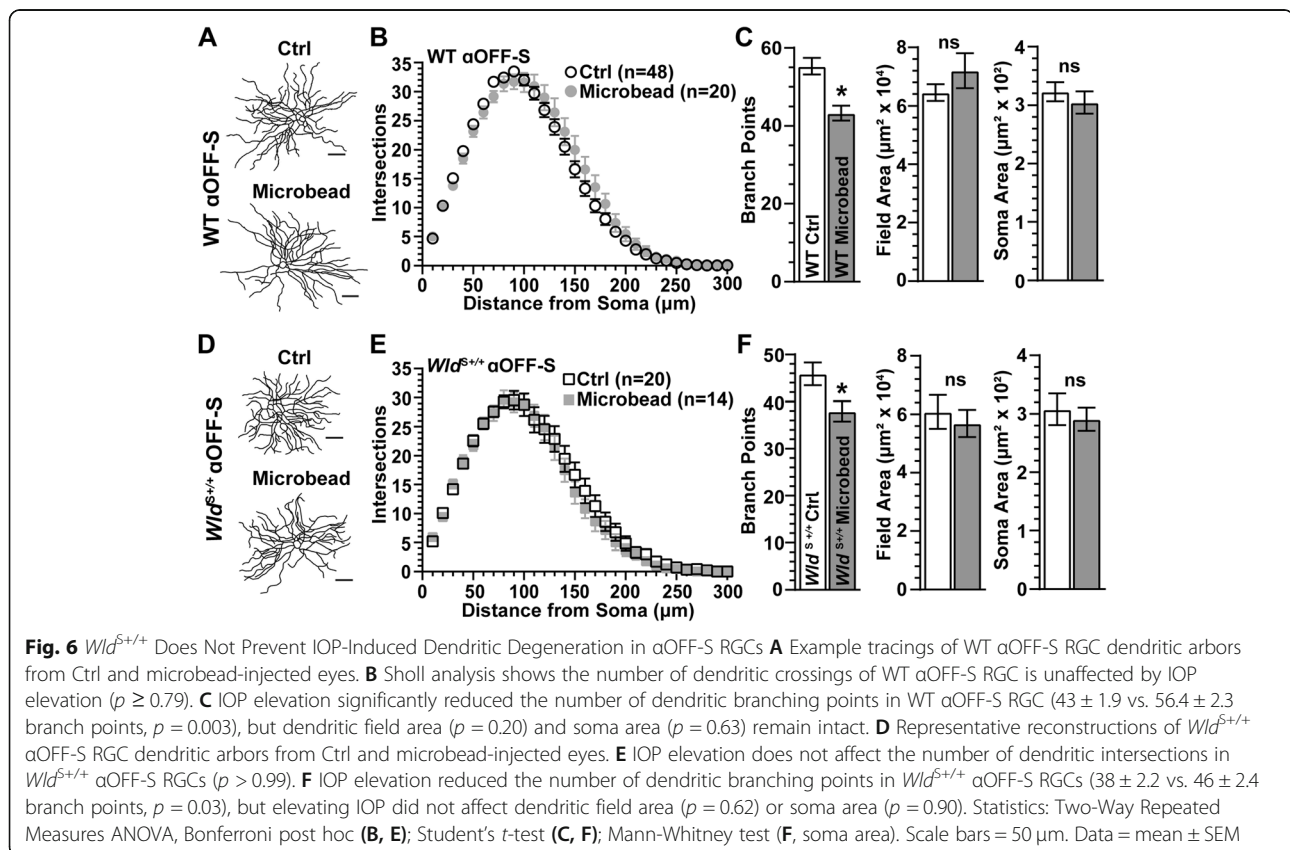 A
Ctrl
Microbead
WT αOFF-S
B
WT αOFF-S
Ctrl (n=48)
Microbead (n=20)
Intersections
35
30
25
20
15
10
5
0
0 50 100 150 200 250 300
Distance from Soma (µm)
C
Branch Points
60
40
20
0
WT Ctrl
WT Microbead
*
Field Area (µm² x 10⁴)
8
6
4
2
0
ns
Soma Area (µm² x 10²)
4
3
2
1
0
ns
D
Ctrl
Microbead
Wld^S+/+ αOFF-S
E
Wld^S+/+ αOFF-S
Ctrl (n=20)
Microbead (n=14)
Intersections
35
30
25
20
15
10
5
0
0 50 100 150 200 250 300
Distance from Soma (µm)
F
Branch Points
50
40
30
20
10
0
Wld^S+/+ Ctrl
Wld^S+/+ Microbead
*
Field Area (µm² x 10⁴)
8
6
4
2
0
ns
Soma Area (µm² x 10²)
4
3
2
1
0
ns
Fig. 6 Wld^S+/+ Does Not Prevent IOP-Induced Dendritic Degeneration in αOFF-S RGCs A Example tracings of WT αOFF-S RGC dendritic arbors
from Ctrl and microbead-injected eyes. B Sholl analysis shows the number of dendritic crossings of WT αOFF-S RGC is unaffected by IOP
elevation (p ≥ 0.79). C IOP elevation significantly reduced the number of dendritic branching points in WT αOFF-S RGC (43 ± 1.9 vs. 56.4 ± 2.3
branch points, p = 0.003), but dendritic field area (p = 0.20) and soma area (p = 0.63) remain intact. D Representative reconstructions of Wld^S+/+
αOFF-S RGC dendritic arbors from Ctrl and microbead-injected eyes. E IOP elevation does not affect the number of dendritic intersections in
Wld^S+/+ αOFF-S RGCs (p > 0.99). F IOP elevation reduced the number of dendritic branching points in Wld^S+/+ αOFF-S RGCs (38 ± 2.2 vs. 46 ± 2.4
branch points, p = 0.03), but elevating IOP did not affect dendritic field area (p = 0.62) or soma area (p = 0.90). Statistics: Two-Way Repeated
Measures ANOVA, Bonferroni post hoc (B, E); Student's t-test (C, F); Mann-Whitney test (F, soma area). Scale bars = 50 µm. Data = mean ± SEM